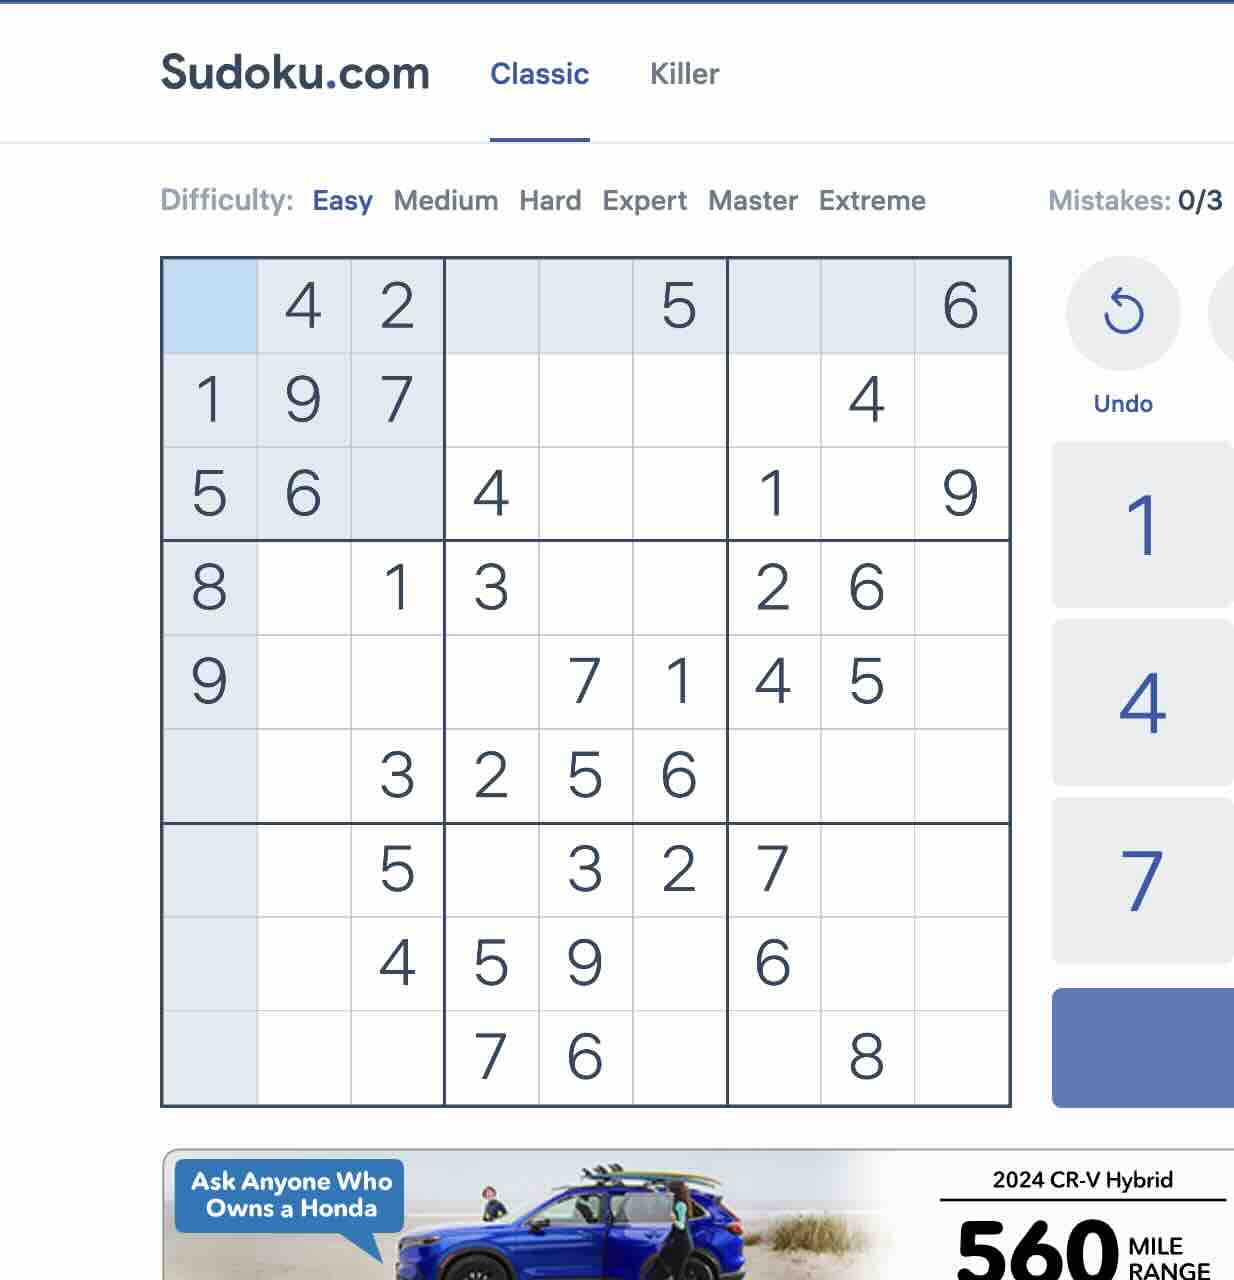 Sudoku.com Classic Killer
Difficulty: Easy Medium Hard Expert Master Extreme Mistakes: 0/3
4 2 5 6
1 9 7 4
5 6 4 1 9
8 1 3 2 6
9 7 1 4 5
3 2 5 6
5 3 2 7
4 5 9 6
7 6 8
Undo
1
4
7
Ask Anyone Who
Owns a Honda
2024 CR-V Hybrid
560 MILE
RANGE